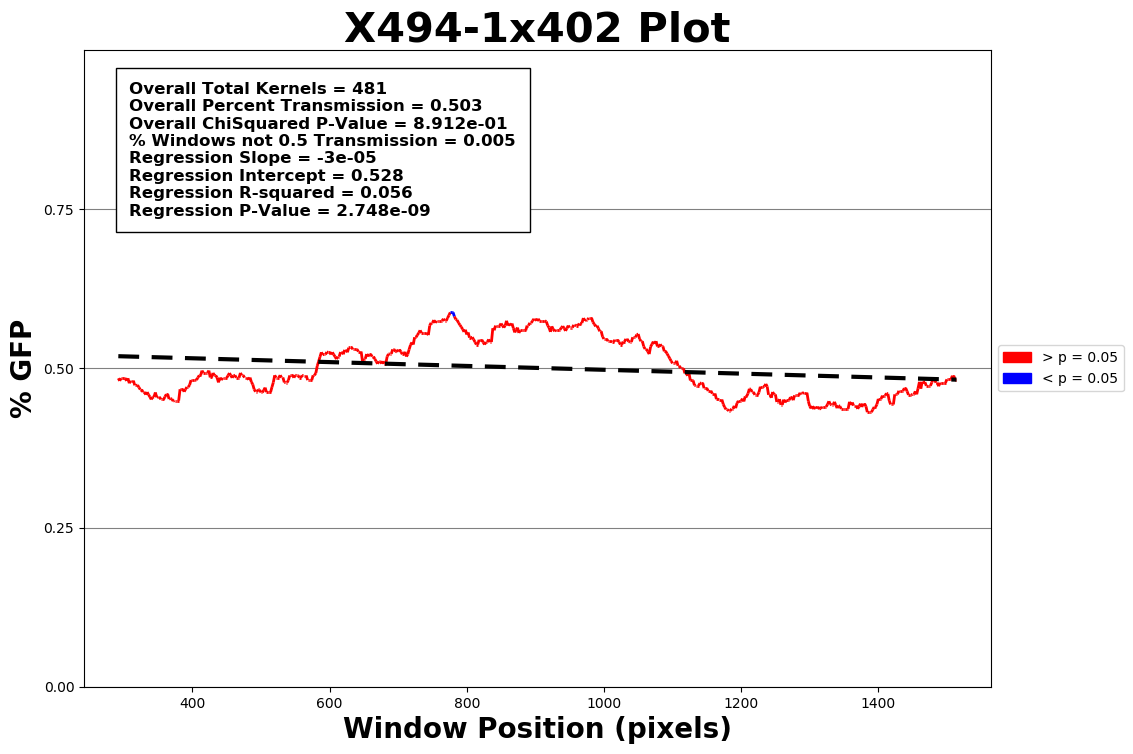 X494-1x402 Plot
Overall Total Kernels = 481
Overall Percent Transmission = 0.503
Overall ChiSquared P-Value = 8.912e-01
% Windows not 0.5 Transmission = 0.005
Regression Slope = -3e-05
Regression Intercept = 0.528
Regression R-squared = 0.056
Regression P-Value = 2.748e-09
0.75
0.50
0.25
0.00
% GFP
400 600 800 1000 1200 1400
Window Position (pixels)
> p = 0.05
< p = 0.05